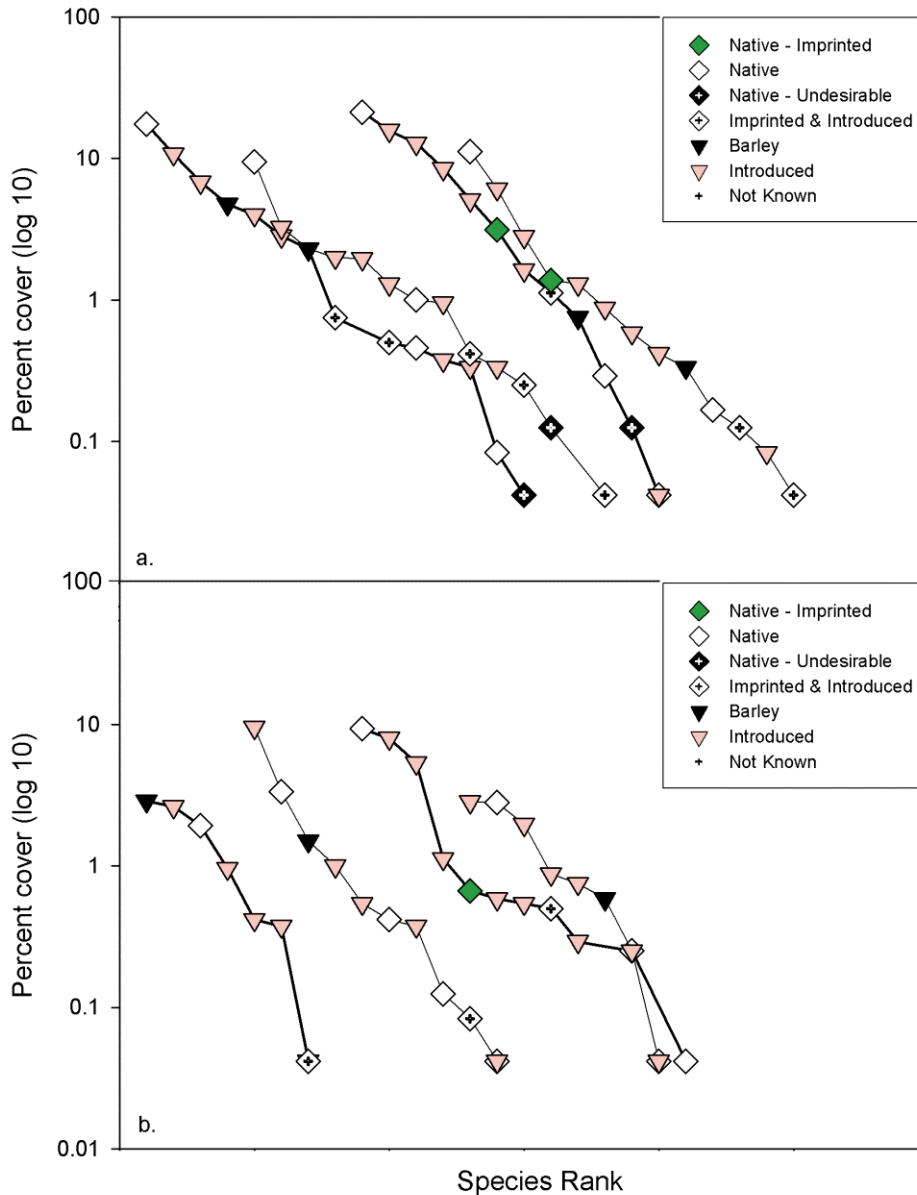 100
10
1
0.1
Percent cover (log 10)
Native - Imprinted
Native
Native - Undesirable
Imprinted & Introduced
Barley
Introduced
Not Known
a.
100
10
1
0.1
0.01
Percent cover (log 10)
Native - Imprinted
Native
Native - Undesirable
Imprinted & Introduced
Barley
Introduced
Not Known
b.
Species Rank